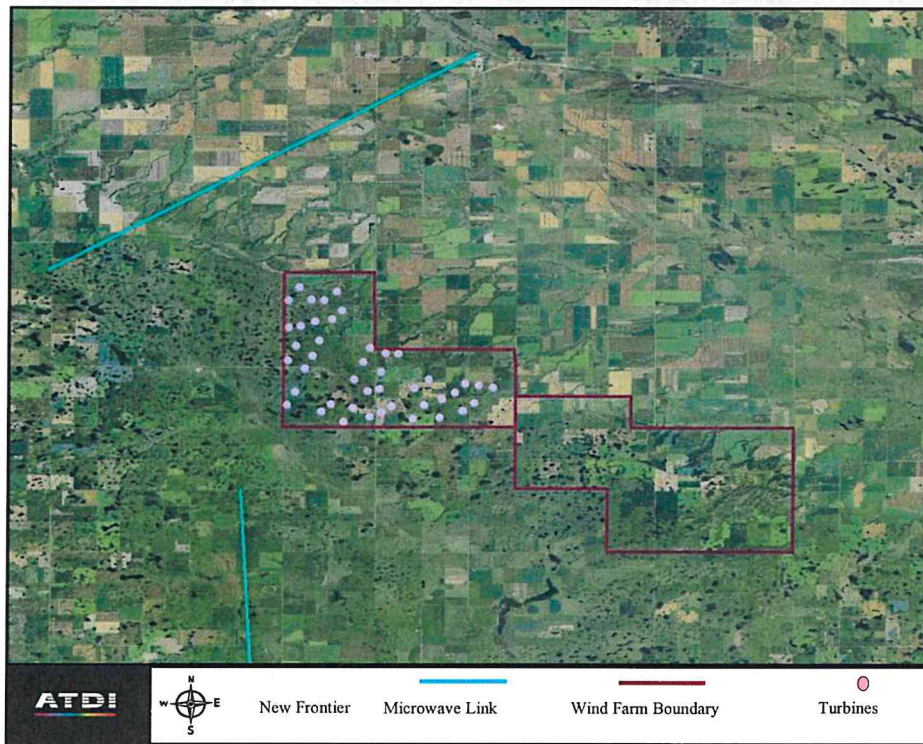 ATDI
N
W E
S
New Frontier
Microwave Link
Wind Farm Boundary
Turbines